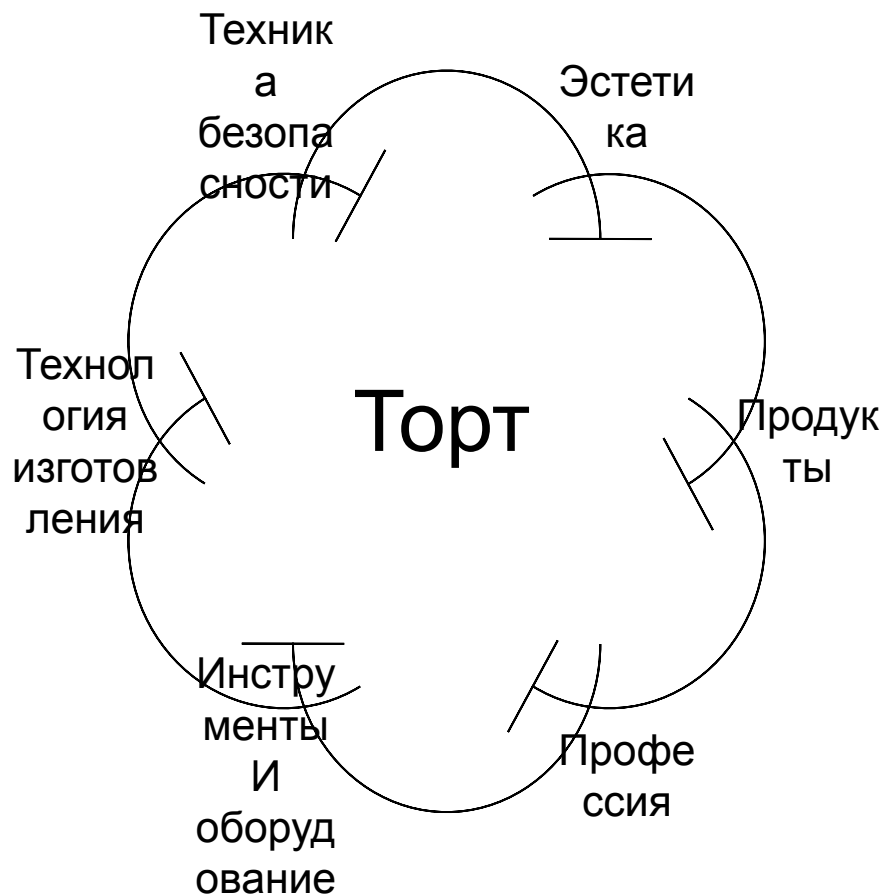 Техник
а
безопа
сности
Эстети
ка
Технол
огия
изготов
ления
Торт
Продук
ты
Инстру
менты
И
оборуд
ование
Профе
ссия